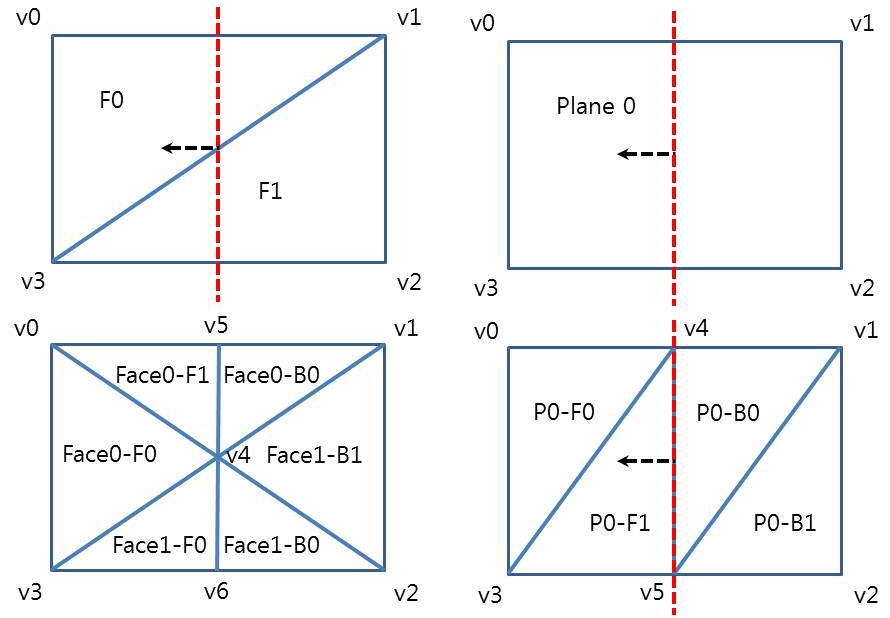 v0
v1
F0
F1
v3
v2
v0
v1
Plane 0
v3
v2
v0
v5
v1
Face0-F1
Face0-B0
Face0-F0
v4
Face1-B1
Face1-F0
Face1-B0
v3
v6
v2
v0
v4
v1
P0-F0
P0-B0
P0-F1
P0-B1
v3
v5
v2